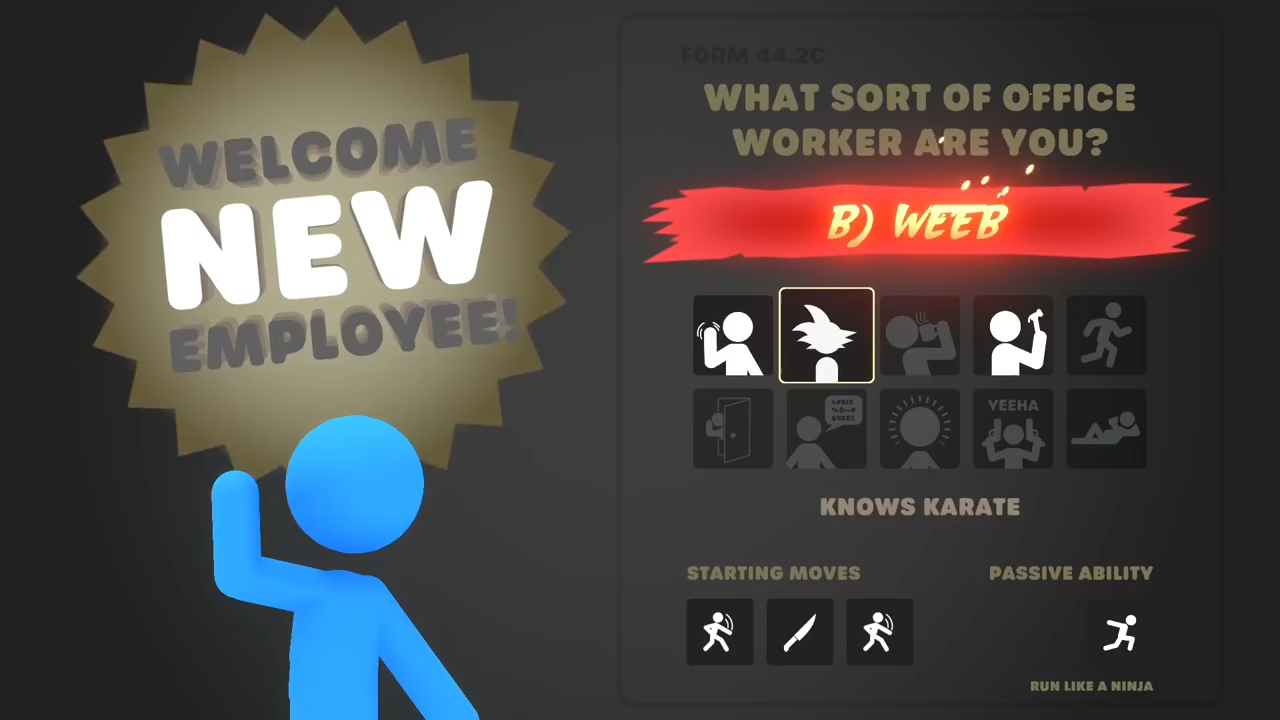 WELCOME
NEW
EMPLOYEE!
FORM 44.2C
WHAT SORT OF OFFICE
WORKER ARE YOU?
B) WEEB
YEEHA
KNOWS KARATE
STARTING MOVES
PASSIVE ABILITY
RUN LIKE A NINJA